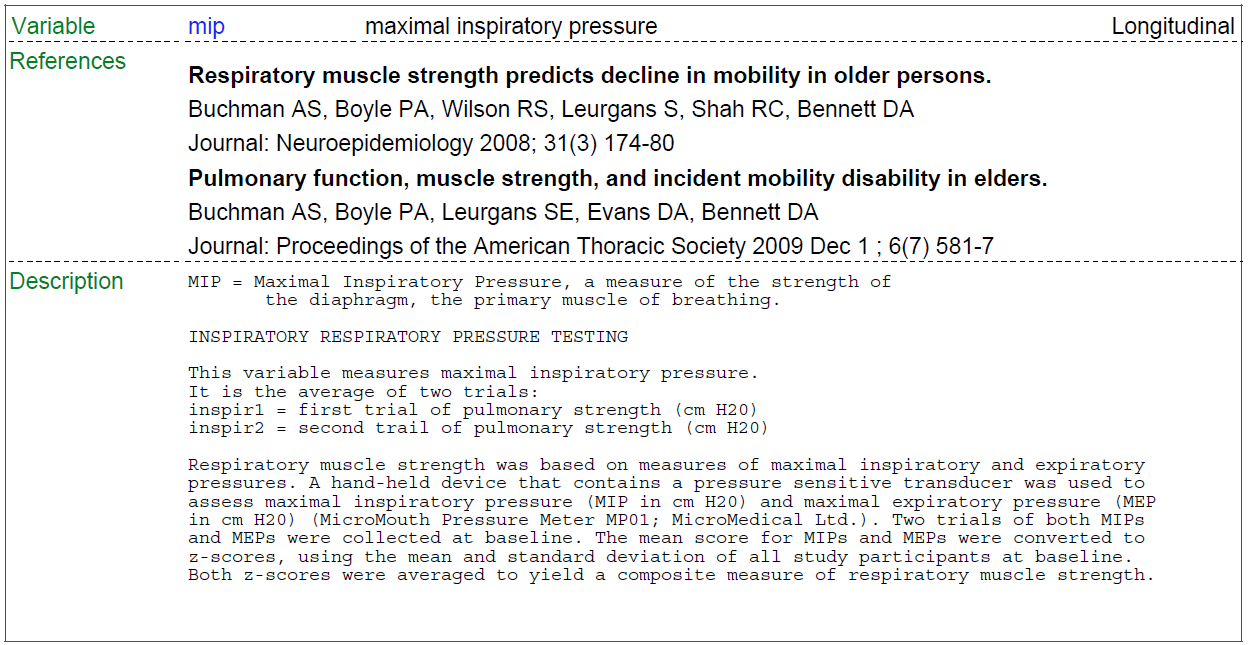 Variable mip maximal inspiratory pressure Longitudinal
References
Respiratory muscle strength predicts decline in mobility in older persons.
Buchman AS, Boyle PA, Wilson RS, Leurgans S, Shah RC, Bennett DA
Journal: Neuroepidemiology 2008; 31(3) 174-80
Pulmonary function, muscle strength, and incident mobility disability in elders.
Buchman AS, Boyle PA, Leurgans SE, Evans DA, Bennett DA
Journal: Proceedings of the American Thoracic Society 2009 Dec 1 ; 6(7) 581-7
Description
MIP = Maximal Inspiratory Pressure, a measure of the strength of
the diaphragm, the primary muscle of breathing.
INSPIRATORY RESPIRATORY PRESSURE TESTING
This variable measures maximal inspiratory pressure.
It is the average of two trials:
inspir1 = first trial of pulmonary strength (cm H20)
inspir2 = second trail of pulmonary strength (cm H20)
Respiratory muscle strength was based on measures of maximal inspiratory and expiratory
pressures. A hand-held device that contains a pressure sensitive transducer was used to
assess maximal inspiratory pressure (MIP in cm H20) and maximal expiratory pressure (MEP
in cm H20) (MicroMouth Pressure Meter MP01; MicroMedical Ltd.). Two trials of both MIPs
and MEPs were collected at baseline. The mean score for MIPs and MEPs were converted to
z-scores, using the mean and standard deviation of all study participants at baseline.
Both z-scores were averaged to yield a composite measure of respiratory muscle strength.